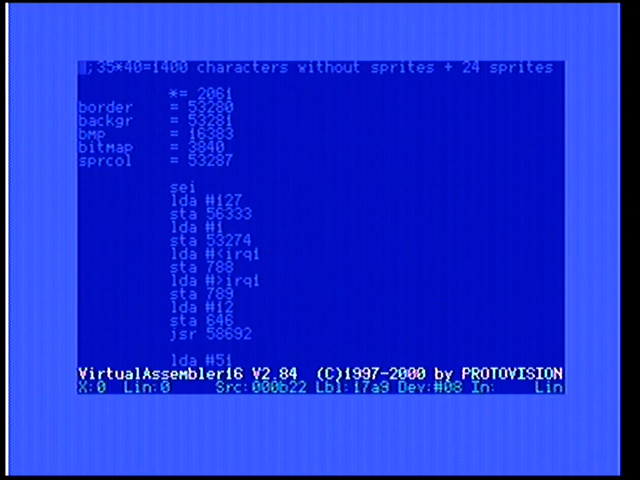 ;35*40=1400 characters without sprites + 24 sprites
*= 2061
border = 53280
backgr = 53281
bmp = 16383
bitmap = 3840
sprcol = 53287
sei
lda #127
sta 56333
lda #1
sta 53274
lda #<irq1
sta 788
lda #>irq1
sta 789
lda #12
sta 646
jsr 58692
lda #51
VirtualAssembler16 V2.84 (C)1997-2000 by PROTOVISION
X:0 Lin:0 Src:000b22 Lbl:17a9 Dev:#08 In: Lin